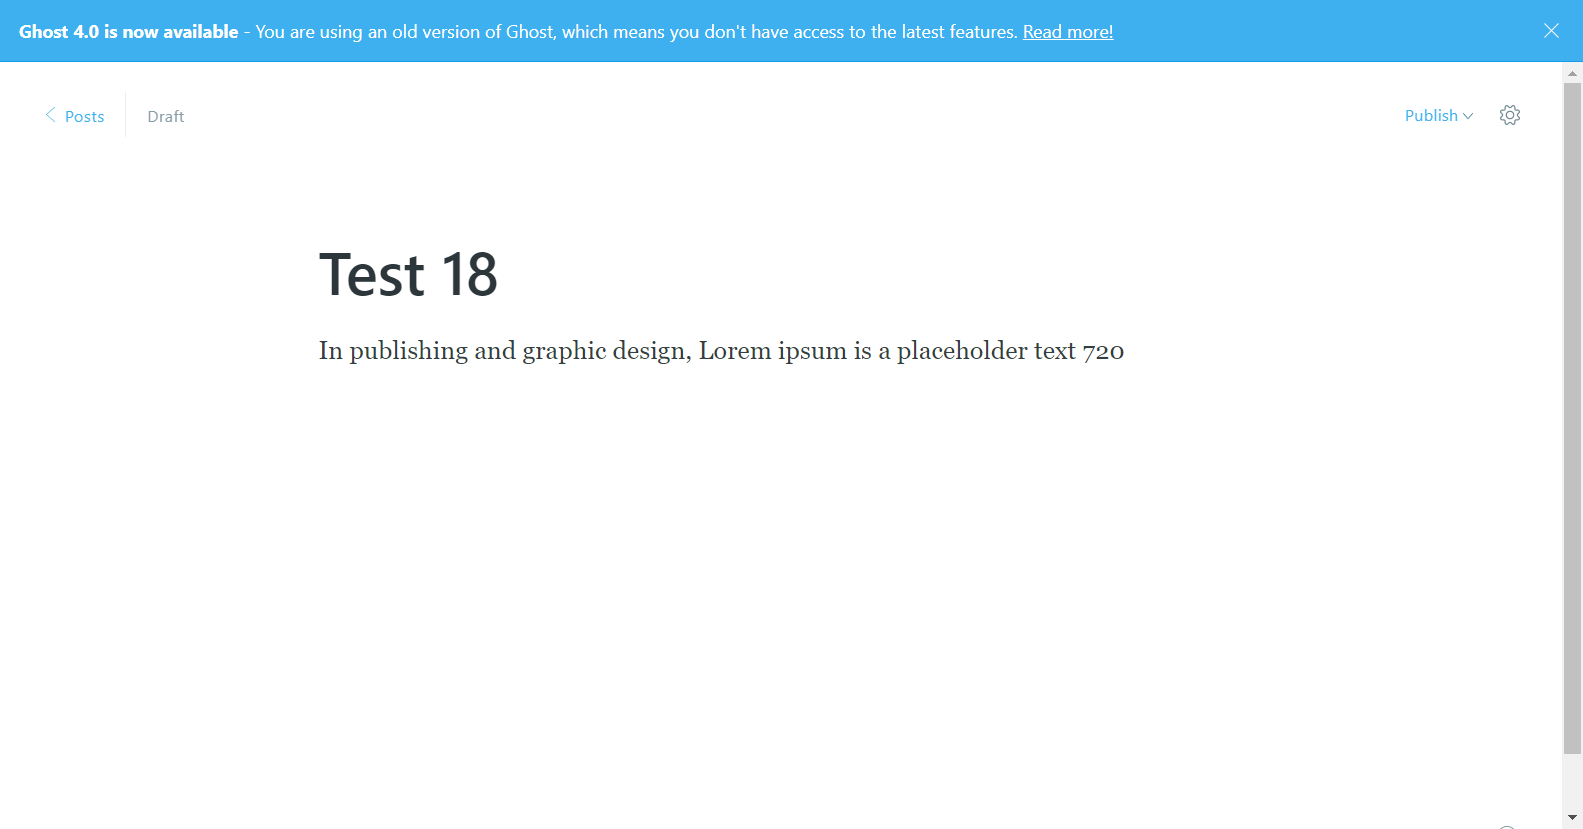 Ghost 4.0 is now available - You are using an old version of Ghost, which means you don't have access to the latest features. Read more!
Posts Draft Publish
Test 18
In publishing and graphic design, Lorem ipsum is a placeholder text 720